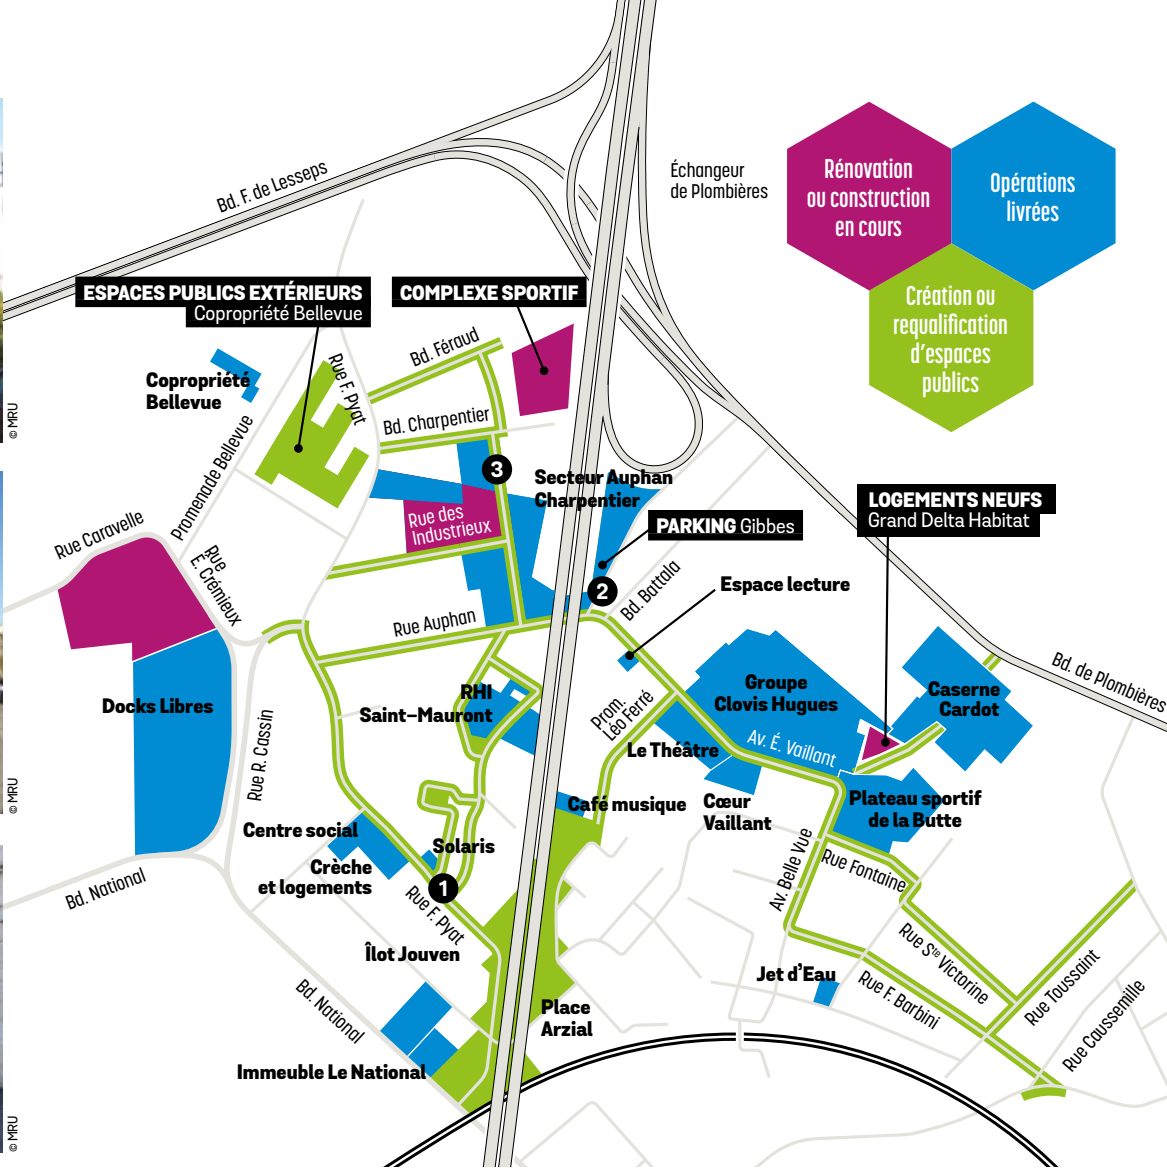 Bd. F. de Lesseps
Échangeur
de Plombières
Rénovation
ou construction
en cours
Opérations
livrées
Création ou
requalification
d'espaces
publics
ESPACES PUBLICS EXTÉRIEURS
Copropriété Bellevue
COMPLEXE SPORTIF
Bd. Féraud
Rue F. Pyat
Copropriété
Bellevue
© MRU
Bd. Charpentier
Promenade Bellevue
3
Secteur Auphan
Charpentier
LOGEMENTS NEUFS
Grand Delta Habitat
Rue des
Industrieux
PARKING Gibbes
Rue Caravelle
Rue
E. Crémieux
2
Bd. Battala
Espace lecture
Rue Auphan
Bd. de Plombières
Groupe
Clovis Hugues
Caserne
Cardot
RHI
Saint–Mauront
Docks Libres
prom.
Léo Ferré
Le Théâtre
Av. É. Vaillant
Rue R. Cassin
© MRU
Café musique
Cœur
Vaillant
Plateau sportif
de la Butte
Centre social
Solaris
Crèche
et logements
1
Rue F. Pyat
Bd. National
Av. Belle Vue
Rue Fontaine
Rue Ste Victorine
Îlot Jouven
Jet d'Eau
Rue F. Barbini
Rue Toussaint
Rue Caussemille
Bd. National
Place
Arzial
Immeuble Le National
© MRU